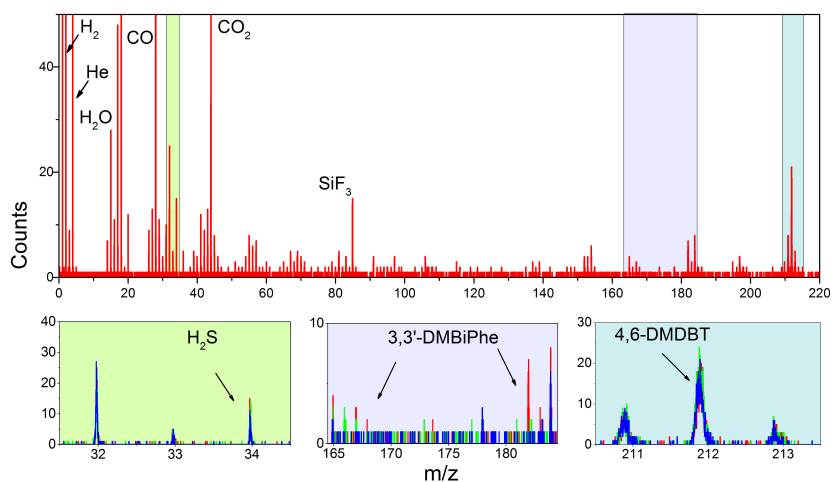 H₂
CO
CO₂
He
H₂O
SiF₃
Counts
40
20
0
0 20 40 60 80 100 120 140 160 180 200 220
H₂S
40
30
20
10
0
32 33 34
3,3'-DMBiPhe
10
0
165 170 175 180
4,6-DMDBT
30
20
10
0
211 212 213
m/z